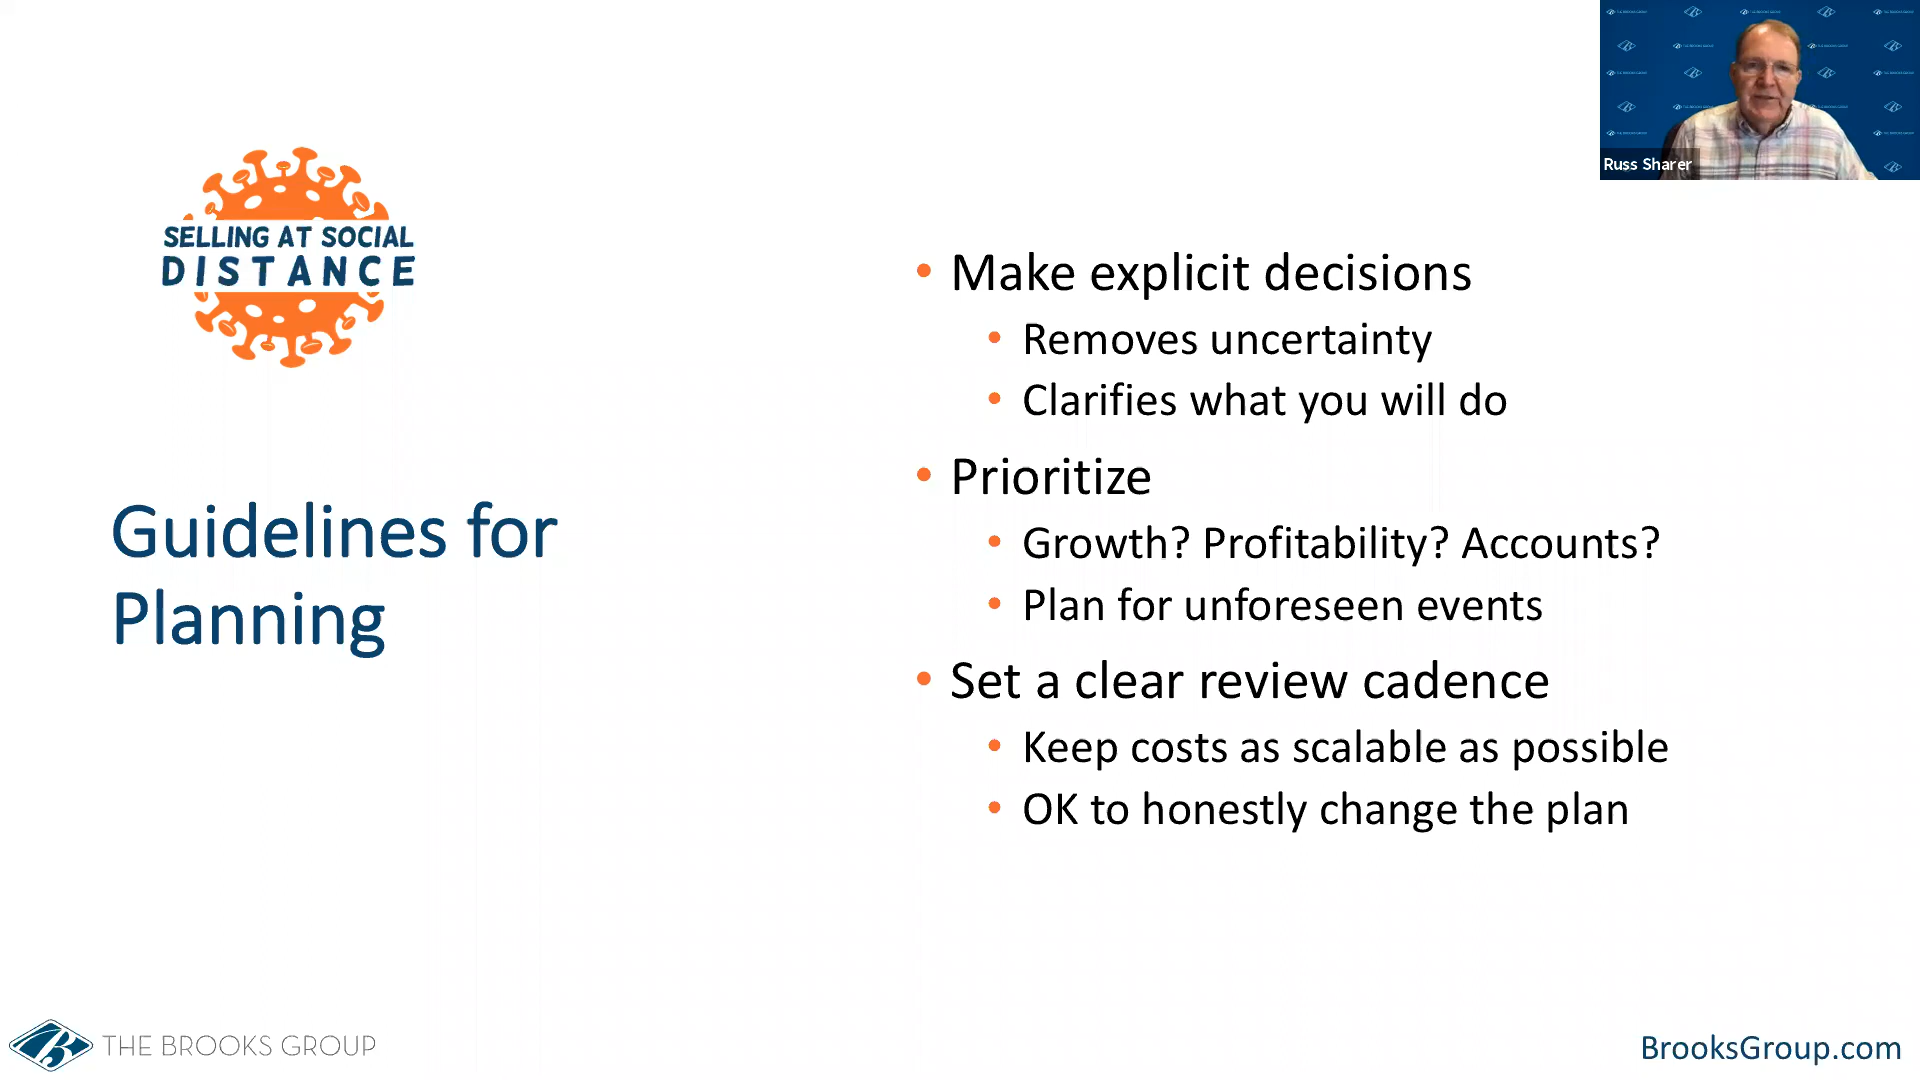 Russ Sharer
SELLING AT SOCIAL
DISTANCE
Guidelines for
Planning
• Make explicit decisions
• Removes uncertainty
• Clarifies what you will do
• Prioritize
• Growth? Profitability? Accounts?
• Plan for unforeseen events
• Set a clear review cadence
• Keep costs as scalable as possible
• OK to honestly change the plan
THE BROOKS GROUP
BrooksGroup.com